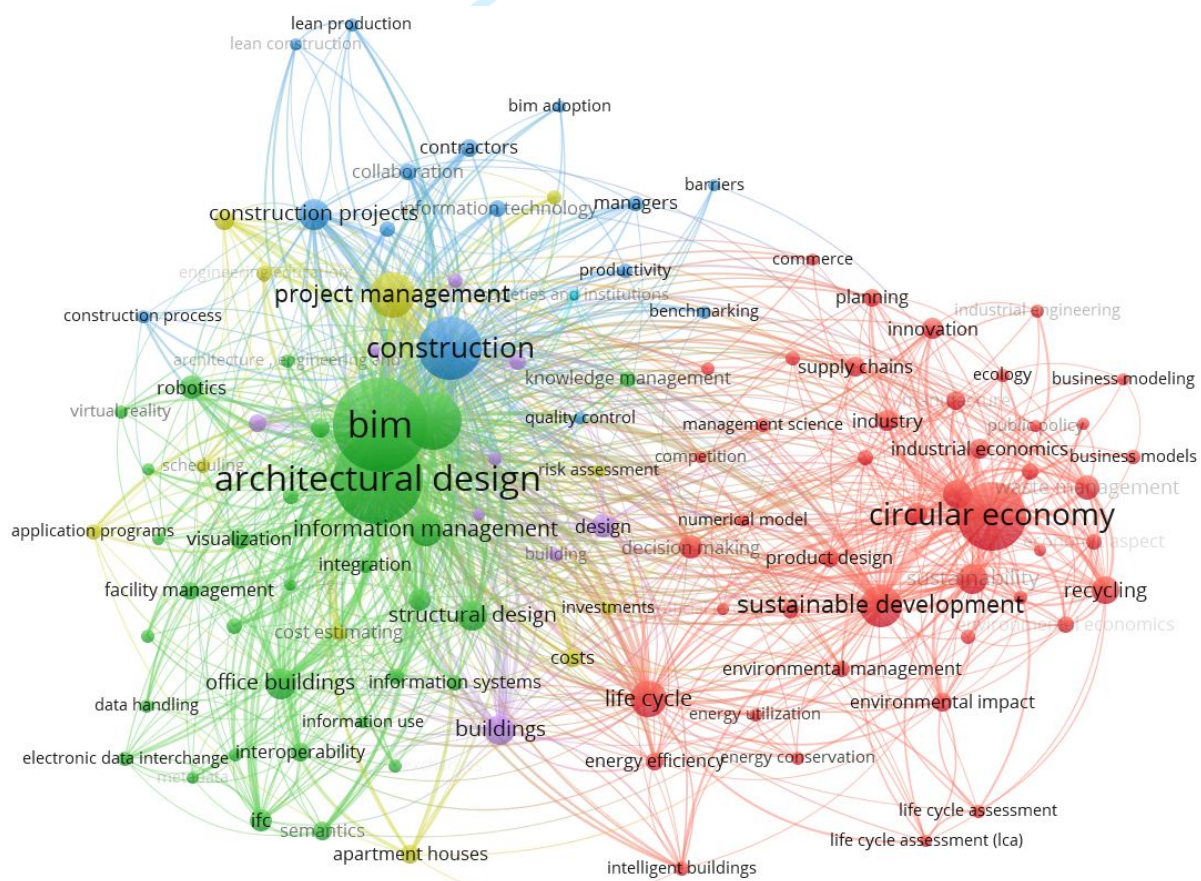 lean production
lean construction
bim adoption
contractors
collaboration
barriers
construction projects
information technology
managers
commerce
engineering education
productivity
project management
societies and institutions
planning
construction process
benchmarking
industrial engineering
innovation
construction
architecture , engineering and
supply chains
knowledge management
ecology
business modeling
robotics
virtual reality
quality control
management science
industry
public policy
bim
industrial economics
business models
scheduling
risk assessment
competition
architectural design
waste management
circular economy
application programs
visualization
information management
design
numerical model
decision making
building
product design
integration
sustainability
facility management
recycling
structural design
investments
sustainable development
environmental economics
cost estimating
costs
environmental management
office buildings
information systems
life cycle
environmental impact
data handling
energy utilization
information use
buildings
electronic data interchange
interoperability
energy efficiency
energy conservation
metadata
life cycle assessment
ifc
semantics
life cycle assessment (lca)
apartment houses
intelligent buildings